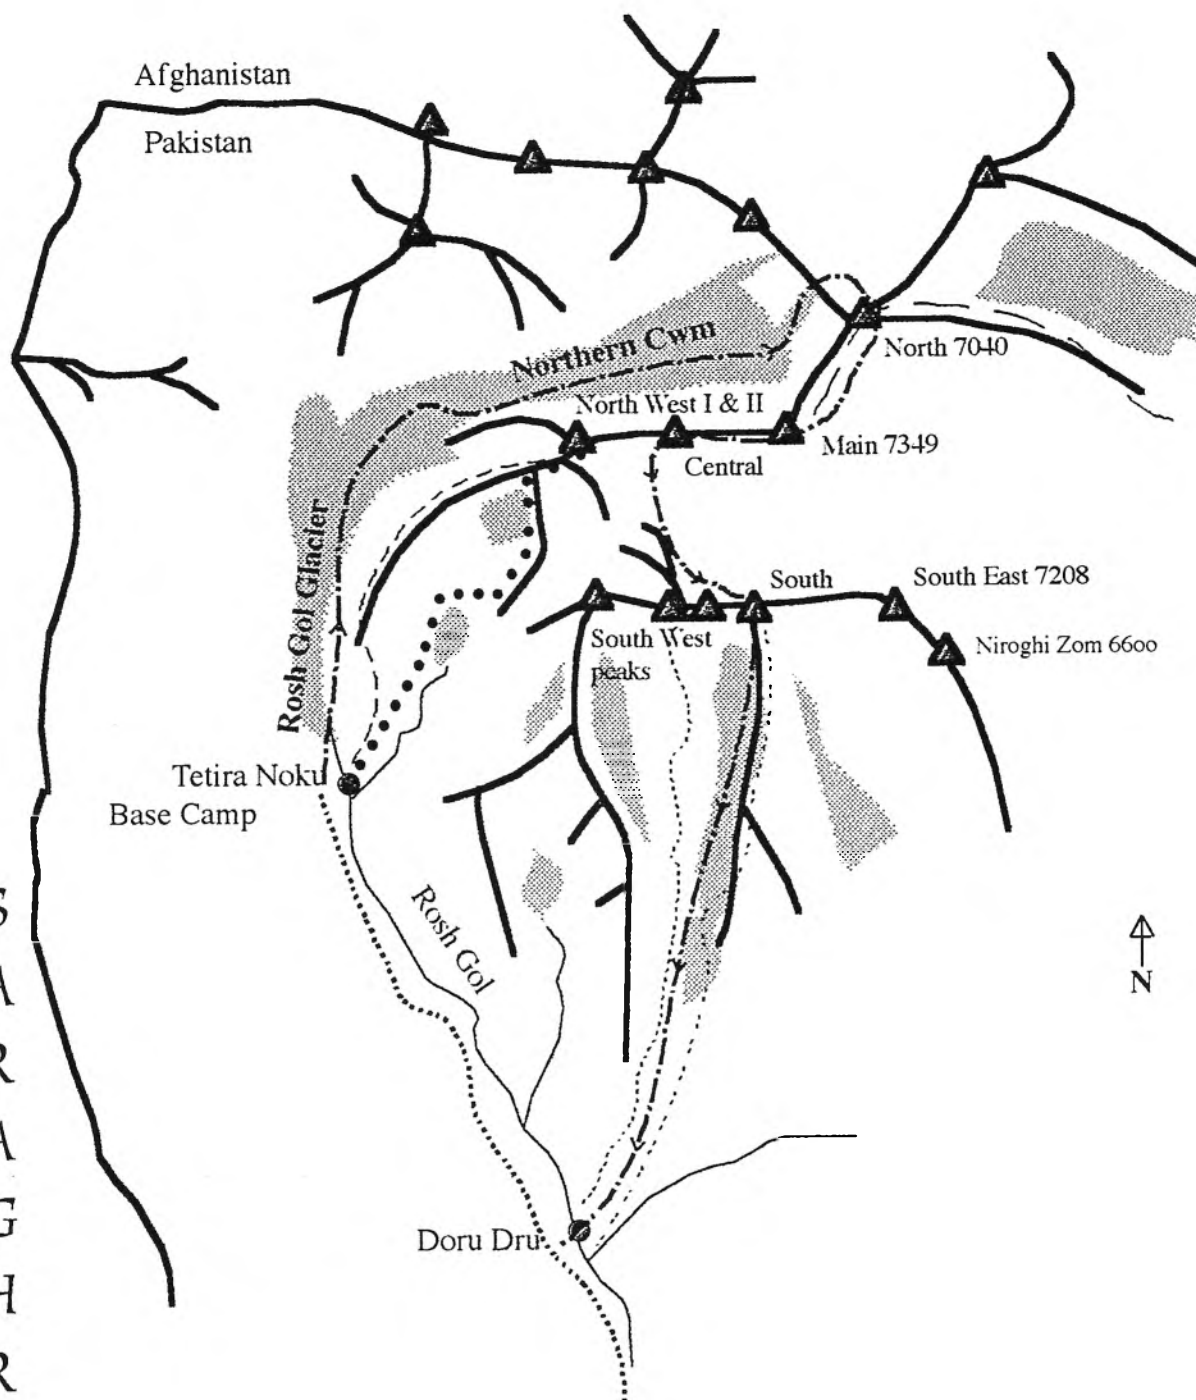 Afghanistan
Pakistan
Northern Cwm
North 7040
North West I & II
Main 7349
Central
Rosh Gol Glacier
South
South East 7208
South West
peaks
Niroghi Zom 6600
Tetira Noku
Base Camp
Rosh Gol
N
Doru Dru
S
A
R
A
G
H
R